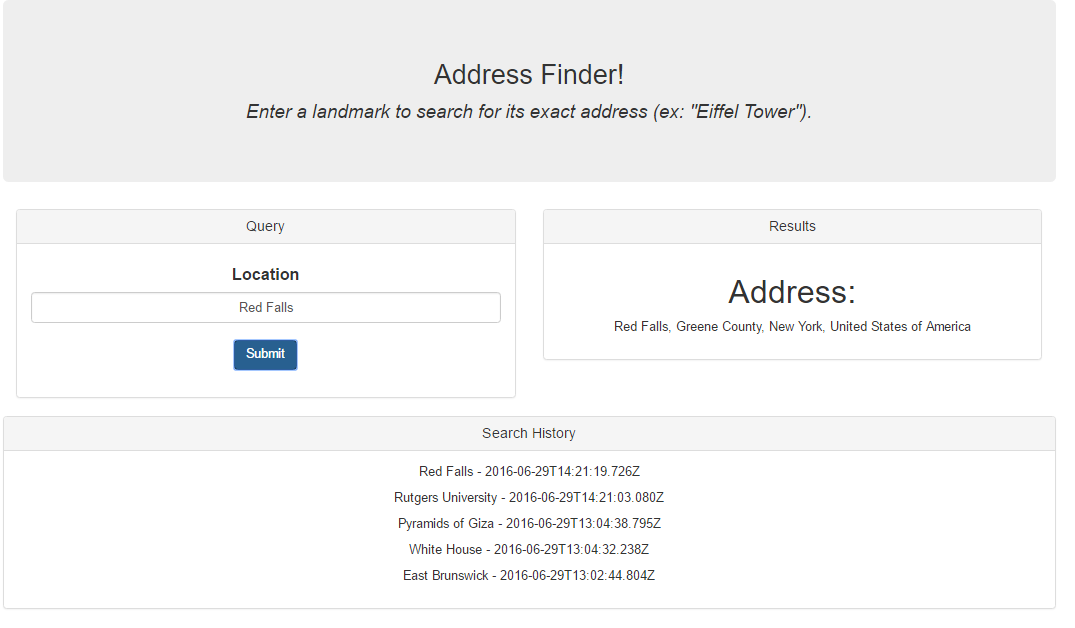 Address Finder!
Enter a landmark to search for its exact address (ex: "Eiffel Tower").
Query
Location
Red Falls
Submit
Results
Address:
Red Falls, Greene County, New York, United States of America
Search History
Red Falls - 2016-06-29T14:21:19.726Z
Rutgers University - 2016-06-29T14:21:03.080Z
Pyramids of Giza - 2016-06-29T13:04:38.795Z
White House - 2016-06-29T13:04:32.238Z
East Brunswick - 2016-06-29T13:02:44.804Z